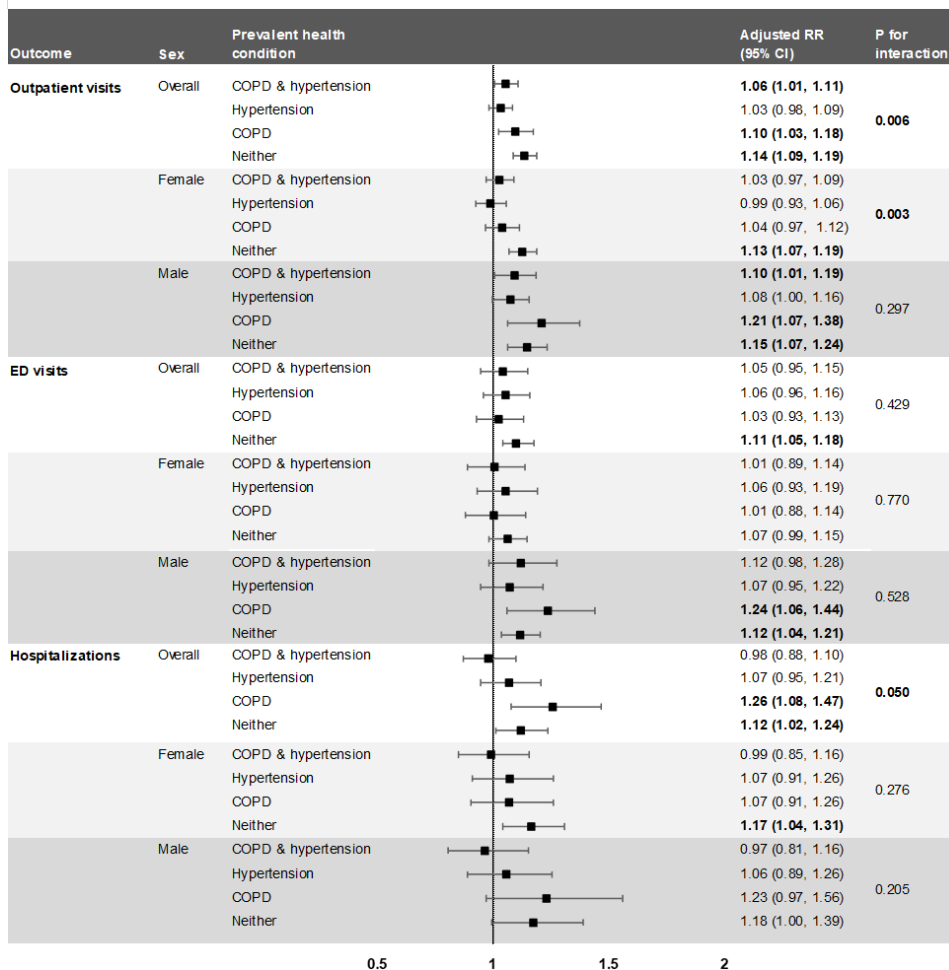 Outcome Sex Prevalent health condition Adjusted RR (95% CI) P for interaction
Outpatient visits Overall COPD & hypertension 1.06 (1.01, 1.11)
Hypertension 1.03 (0.98, 1.09)
0.006
COPD 1.10 (1.03, 1.18)
Neither 1.14 (1.09, 1.19)
Female COPD & hypertension 1.03 (0.97, 1.09)
Hypertension 0.99 (0.93, 1.06)
0.003
COPD 1.04 (0.97, 1.12)
Neither 1.13 (1.07, 1.19)
Male COPD & hypertension 1.10 (1.01, 1.19)
Hypertension 1.08 (1.00, 1.16)
0.297
COPD 1.21 (1.07, 1.38)
Neither 1.15 (1.07, 1.24)
ED visits Overall COPD & hypertension 1.05 (0.95, 1.15)
Hypertension 1.06 (0.96, 1.16)
0.429
COPD 1.03 (0.93, 1.13)
Neither 1.11 (1.05, 1.18)
Female COPD & hypertension 1.01 (0.89, 1.14)
Hypertension 1.06 (0.93, 1.19)
0.770
COPD 1.01 (0.88, 1.14)
Neither 1.07 (0.99, 1.15)
Male COPD & hypertension 1.12 (0.98, 1.28)
Hypertension 1.07 (0.95, 1.22)
0.528
COPD 1.24 (1.06, 1.44)
Neither 1.12 (1.04, 1.21)
Hospitalizations Overall COPD & hypertension 0.98 (0.88, 1.10)
Hypertension 1.07 (0.95, 1.21)
0.050
COPD 1.26 (1.08, 1.47)
Neither 1.12 (1.02, 1.24)
Female COPD & hypertension 0.99 (0.85, 1.16)
Hypertension 1.07 (0.91, 1.26)
0.276
COPD 1.07 (0.91, 1.26)
Neither 1.17 (1.04, 1.31)
Male COPD & hypertension 0.97 (0.81, 1.16)
Hypertension 1.06 (0.89, 1.26)
0.205
COPD 1.23 (0.97, 1.56)
Neither 1.18 (1.00, 1.39)
0.5 1 1.5 2